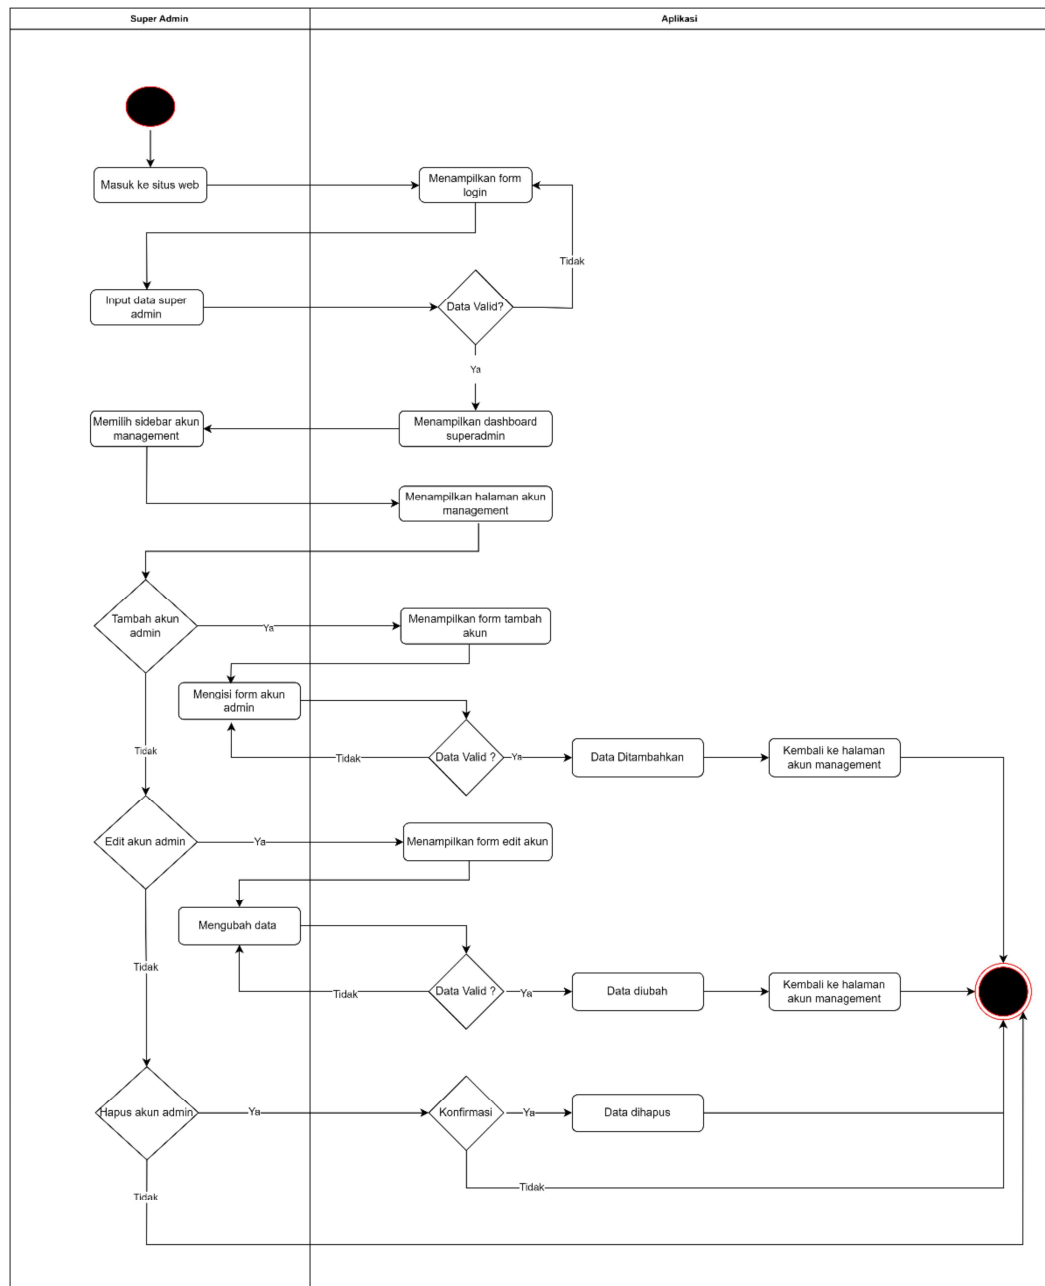 Super Admin
Aplikasi
Masuk ke situs web
Menampilkan form
login
Tidak
Input data super
admin
Data Valid?
Ya
Memilih sidebar akun
management
Menampilkan dashboard
superadmin
Menampilkan halaman akun
management
Tambah akun
admin
Ya
Menampilkan form tambah
akun
Mengisi form akun
admin
Tidak
Tidak
Data Valid ?
Ya
Data Ditambahkan
Kembali ke halaman
akun management
Edit akun admin
Ya
Menampilkan form edit akun
Mengubah data
Tidak
Tidak
Data Valid ?
Ya
Data diubah
Kembali ke halaman
akun management
Hapus akun admin
Ya
Konfirmasi
Ya
Data dihapus
Tidak
Tidak